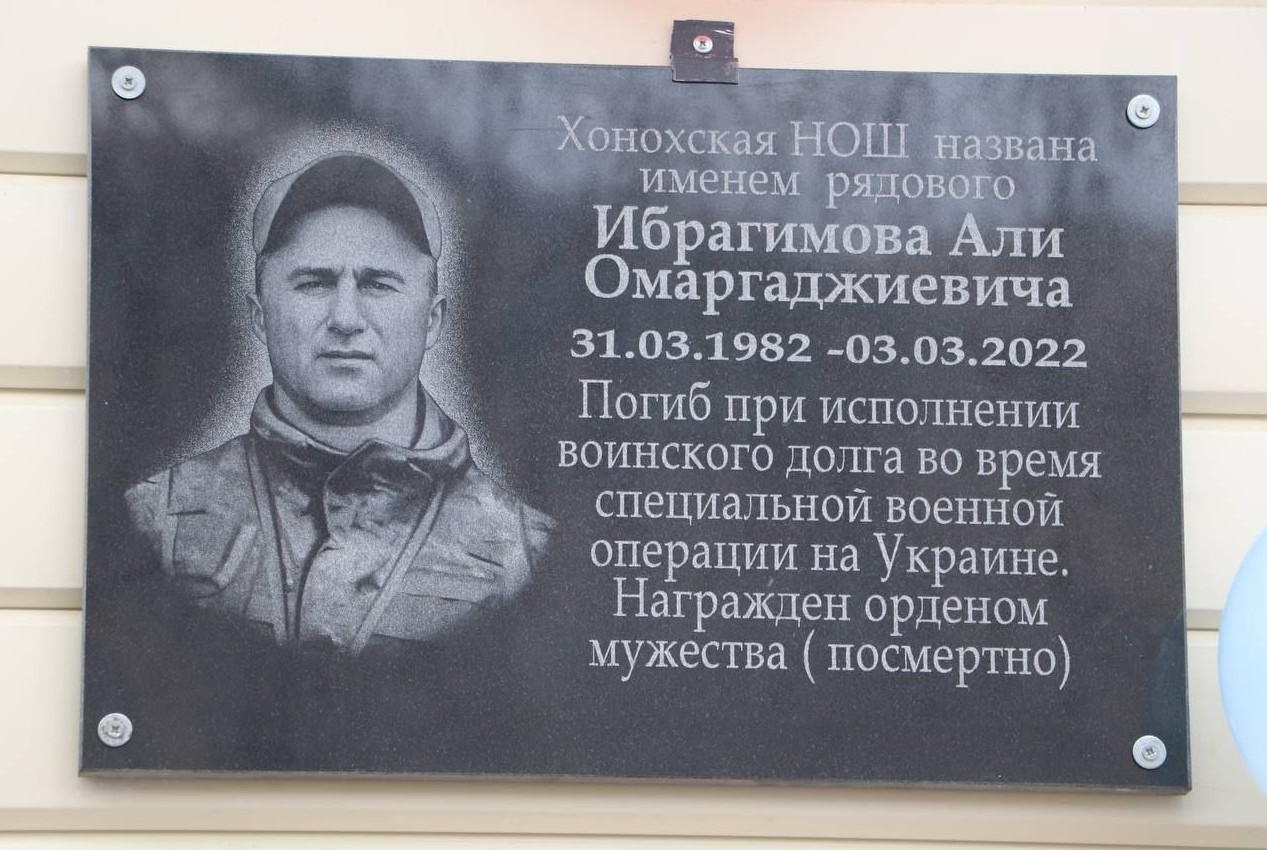 Хонохская НОШ названа
именем рядового
Ибрагимова Али
Омаргаджиевича
31.03.1982 -03.03.2022
Погиб при исполнении
воинского долга во время
специальной военной
операции на Украине.
Награжден орденом
мужества ( посмертно)